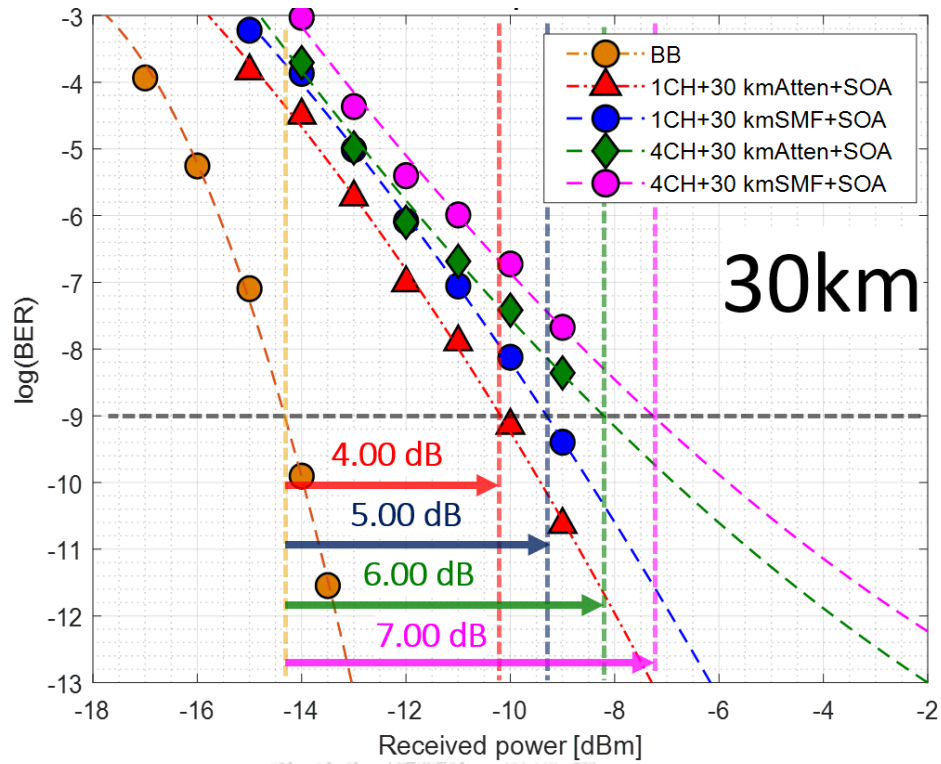 -3
-4
-5
-6
-7
-8
-9
-10
-11
-12
-13
log(BER)
BB
1CH+30 kmAtten+SOA
1CH+30 kmSMF+SOA
4CH+30 kmAtten+SOA
4CH+30 kmSMF+SOA
30km
4.00 dB
5.00 dB
6.00 dB
7.00 dB
-18 -16 -14 -12 -10 -8 -6 -4 -2
Received power [dBm]